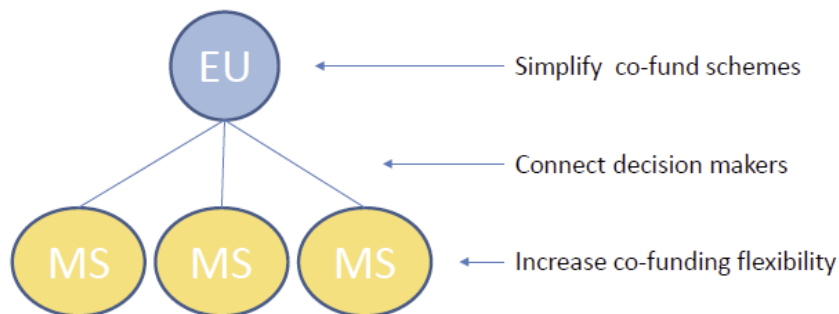 EU
Simplify co-fund schemes
Connect decision makers
MS MS MS
Increase co-funding flexibility